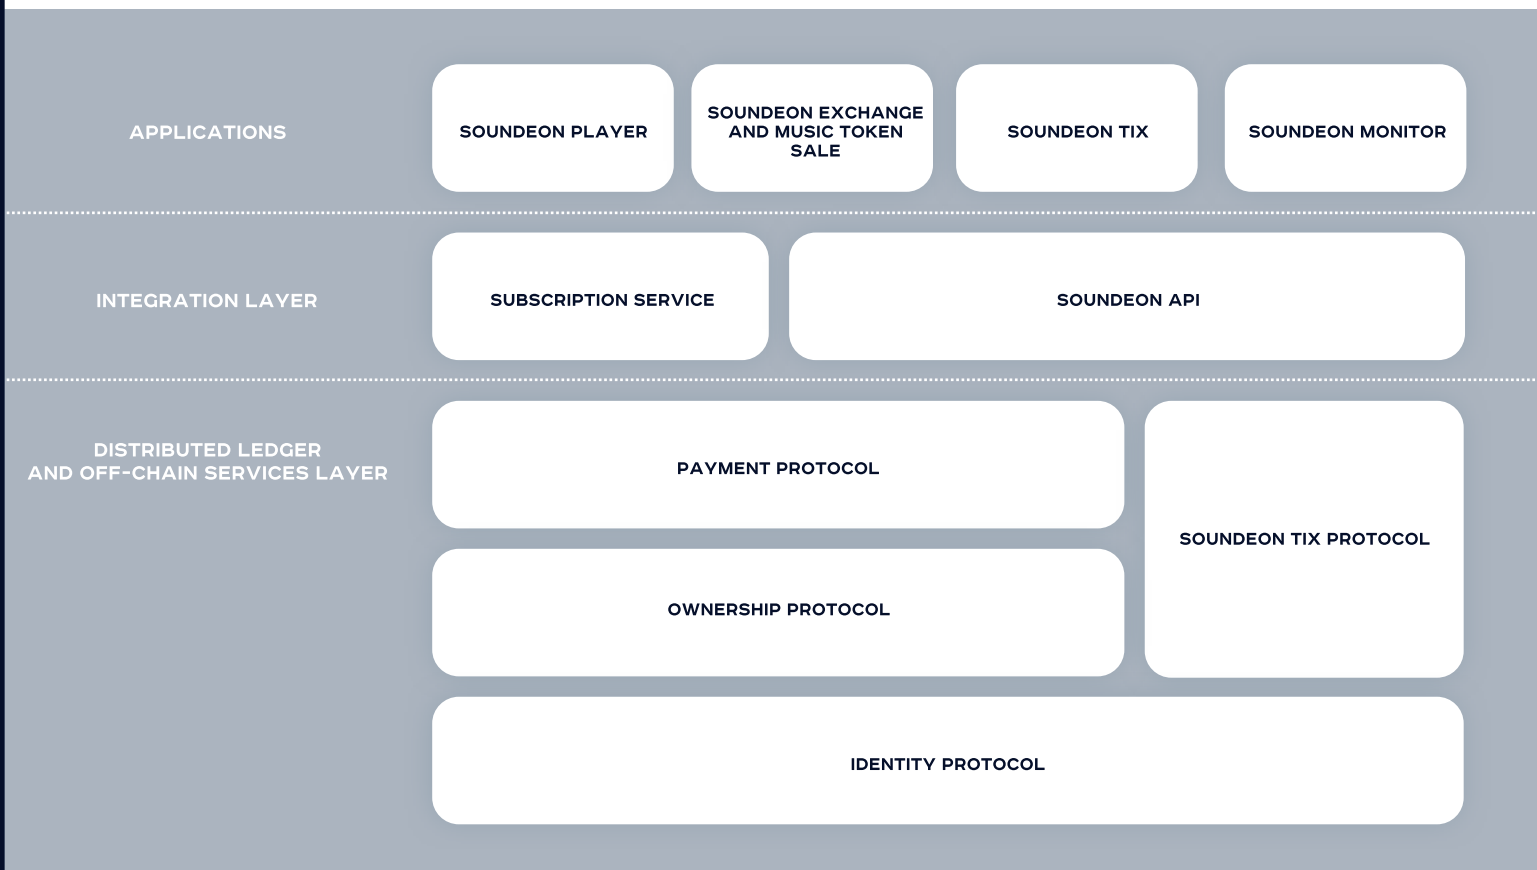 APPLICATIONS
SOUNDEON PLAYER
SOUNDEON EXCHANGE
AND MUSIC TOKEN
SALE
SOUNDEON TIX
SOUNDEON MONITOR
INTEGRATION LAYER
SUBSCRIPTION SERVICE
SOUNDEON API
DISTRIBUTED LEDGER
AND OFF-CHAIN SERVICES LAYER
PAYMENT PROTOCOL
SOUNDEON TIX PROTOCOL
OWNERSHIP PROTOCOL
IDENTITY PROTOCOL